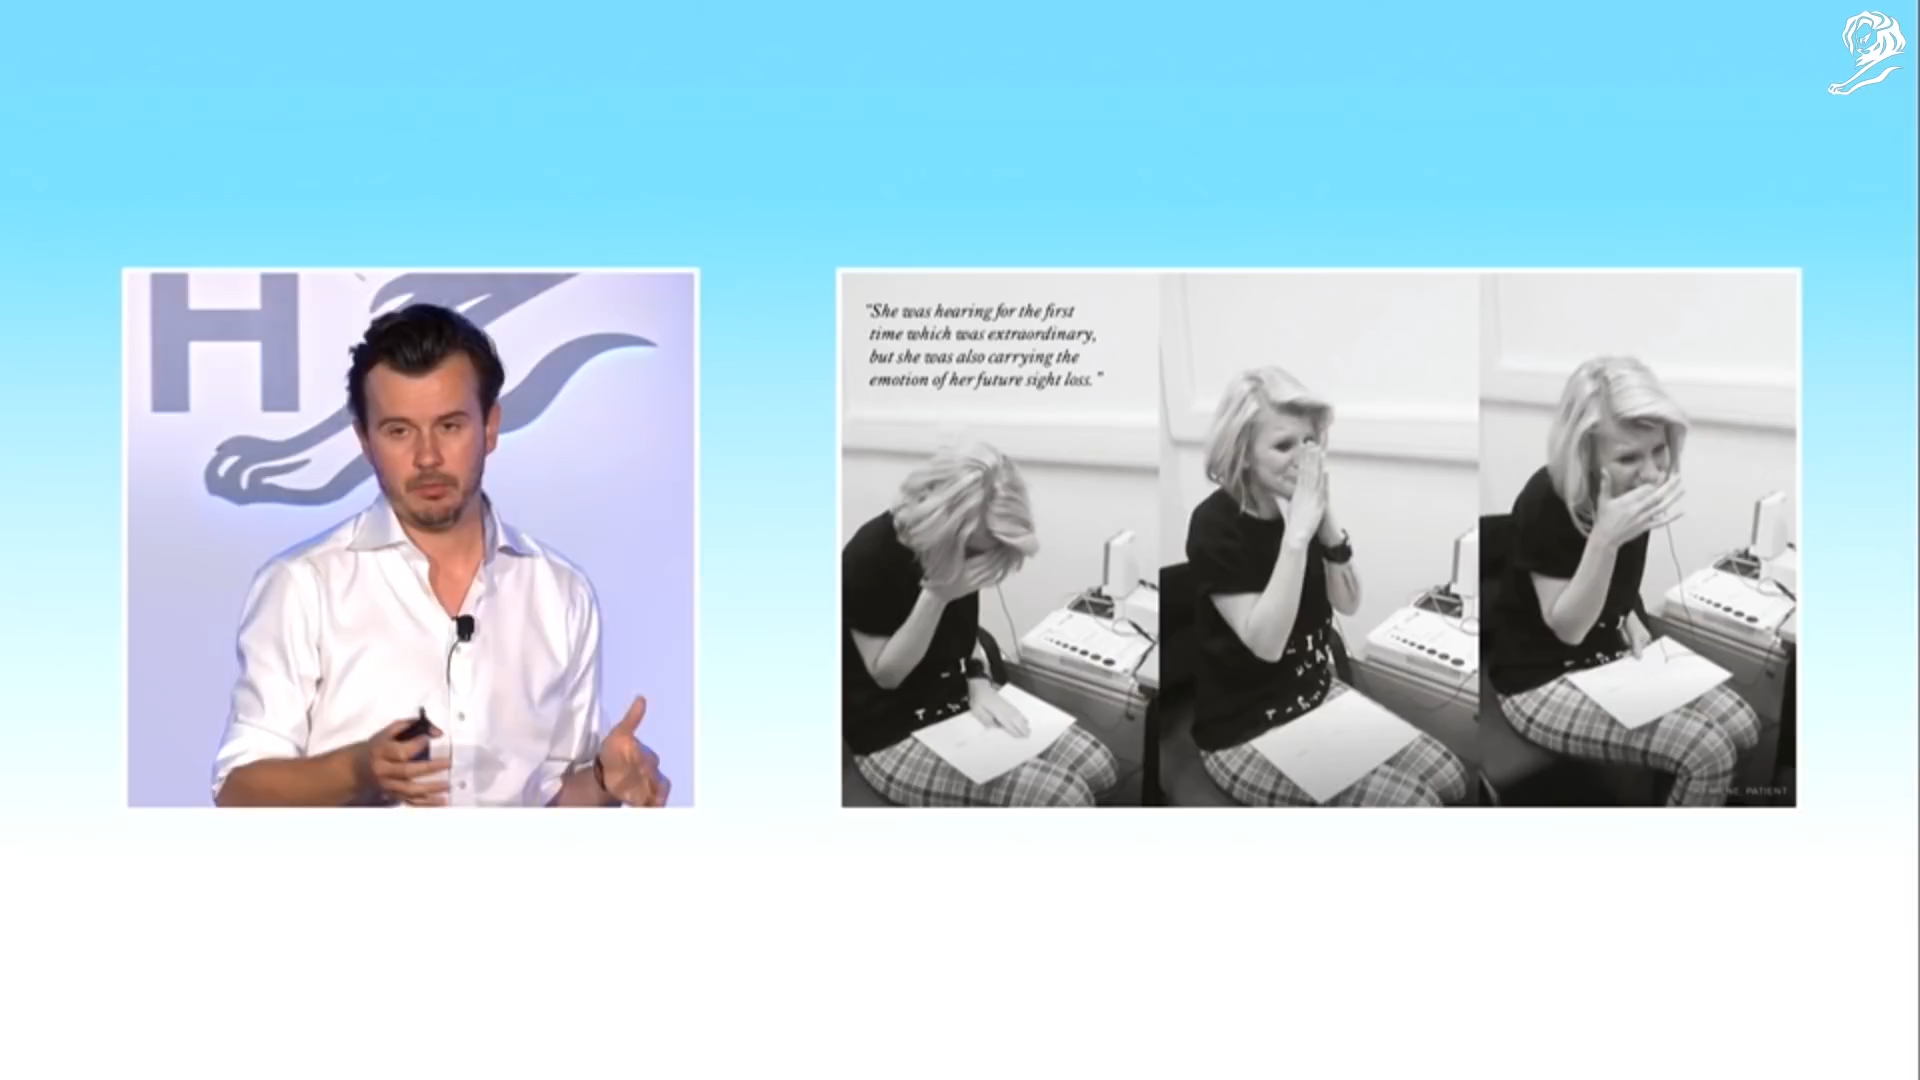 H
"She was hearing for the first
time which was extraordinary,
but she was also carrying the
emotion of her future sight loss."
PATIENT